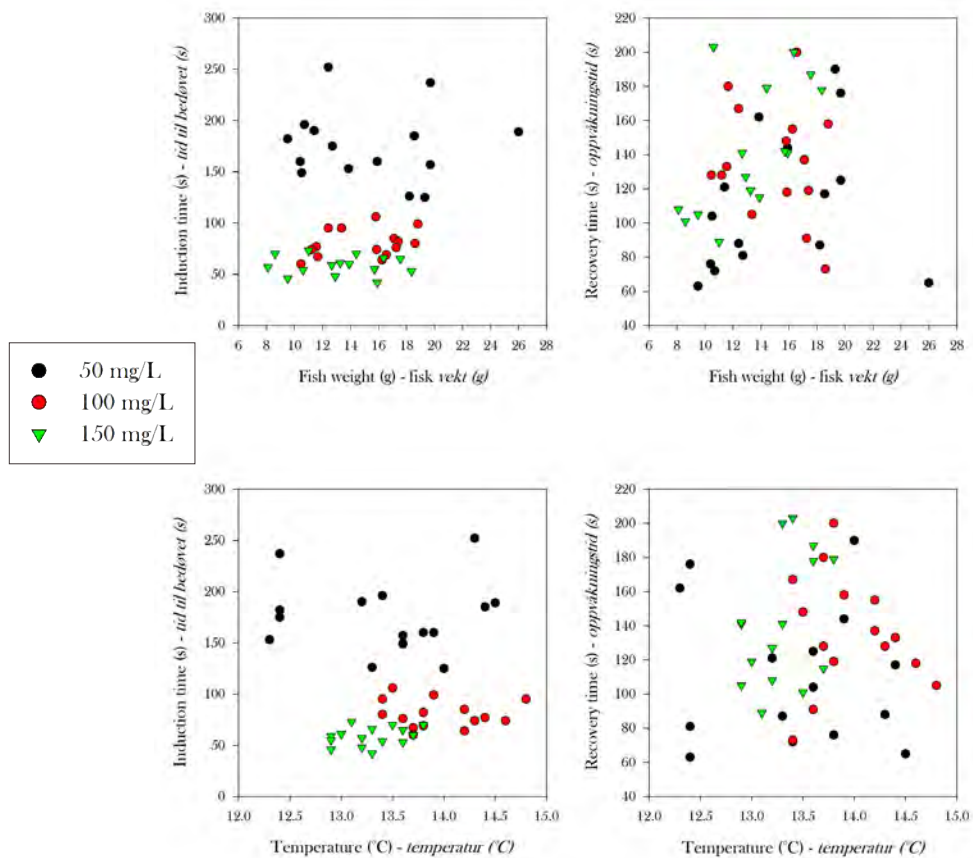 300
250
200
150
100
50
0
Induction time (s) - tid til bedøvet (s)
6 8 10 12 14 16 18 20 22 24 26 28
Fish weight (g) - fisk vekt (g)
220
200
180
160
140
120
100
80
60
40
Recovery time (s) - oppvåkningstid (s)
6 8 10 12 14 16 18 20 22 24 26 28
Fish weight (g) - fisk vekt (g)
50 mg/L
100 mg/L
150 mg/L
300
250
200
150
100
50
0
Induction time (s) - tid til bedøvet (s)
12.0 12.5 13.0 13.5 14.0 14.5 15.0
Temperature (°C) - temperatur (°C)
220
200
180
160
140
120
100
80
60
40
Recovery time (s) - oppvåkningstid (s)
12.0 12.5 13.0 13.5 14.0 14.5 15.0
Temperature (°C) - temperatur (°C)